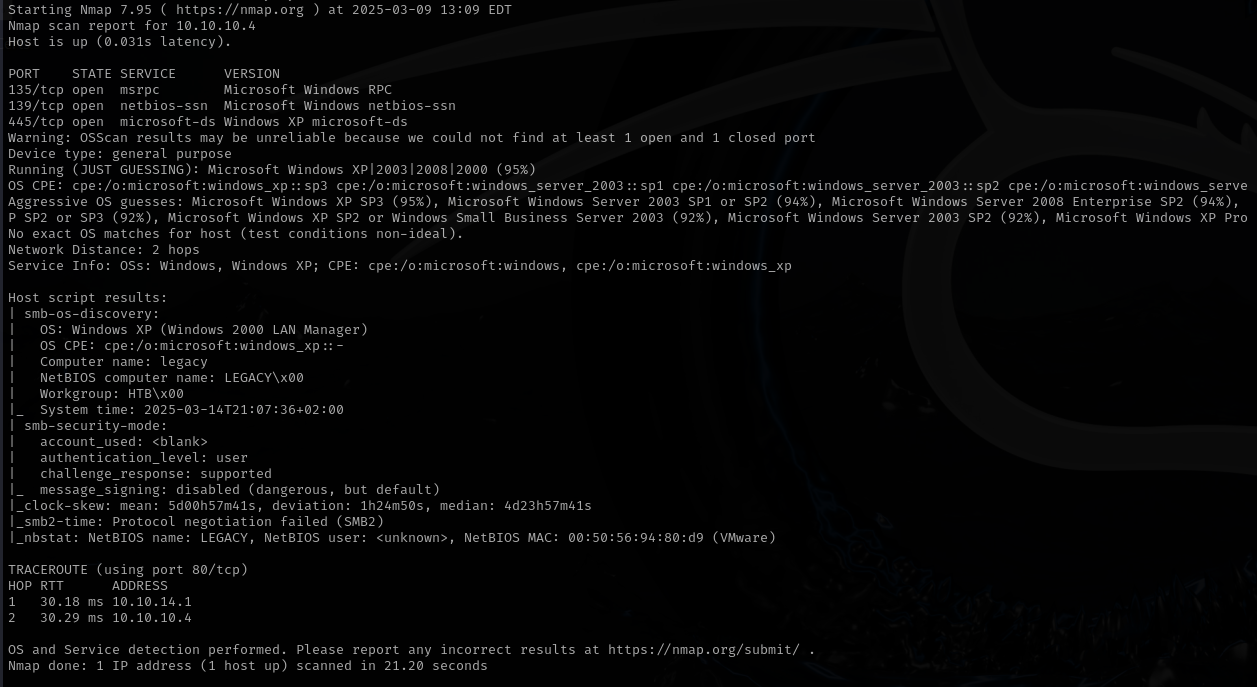 Starting Nmap 7.95 ( https://nmap.org ) at 2025-03-09 13:09 EDT
Nmap scan report for 10.10.10.4
Host is up (0.031s latency).
PORT    STATE SERVICE      VERSION
135/tcp open  msrpc        Microsoft Windows RPC
139/tcp open  netbios-ssn  Microsoft Windows netbios-ssn
445/tcp open  microsoft-ds Windows XP microsoft-ds
Warning: OSScan results may be unreliable because we could not find at least 1 open and 1 closed port
Device type: general purpose
Running (JUST GUESSING): Microsoft Windows XP|2003|2008|2000 (95%)
OS CPE: cpe:/o:microsoft:windows_xp::sp3 cpe:/o:microsoft:windows_server_2003::sp1 cpe:/o:microsoft:windows_server_2003::sp2 cpe:/o:microsoft:windows_serve
Aggressive OS guesses: Microsoft Windows XP SP3 (95%), Microsoft Windows Server 2003 SP1 or SP2 (94%), Microsoft Windows Server 2008 Enterprise SP2 (94%),
P SP2 or SP3 (92%), Microsoft Windows XP SP2 or Windows Small Business Server 2003 (92%), Microsoft Windows Server 2003 SP2 (92%), Microsoft Windows XP Pro
No exact OS matches for host (test conditions non-ideal).
Network Distance: 2 hops
Service Info: OSs: Windows, Windows XP; CPE: cpe:/o:microsoft:windows, cpe:/o:microsoft:windows_xp
Host script results:
| smb-os-discovery:
|   OS: Windows XP (Windows 2000 LAN Manager)
|   OS CPE: cpe:/o:microsoft:windows_xp::-
|   Computer name: legacy
|   NetBIOS computer name: LEGACY\x00
|   Workgroup: HTB\x00
|_  System time: 2025-03-14T21:07:36+02:00
| smb-security-mode:
|   account_used: <blank>
|   authentication_level: user
|   challenge_response: supported
|_  message_signing: disabled (dangerous, but default)
|_clock-skew: mean: 5d00h57m41s, deviation: 1h24m50s, median: 4d23h57m41s
|_smb2-time: Protocol negotiation failed (SMB2)
|_nbstat: NetBIOS name: LEGACY, NetBIOS user: <unknown>, NetBIOS MAC: 00:50:56:94:80:d9 (VMware)
TRACEROUTE (using port 80/tcp)
HOP RTT      ADDRESS
1   30.18 ms 10.10.14.1
2   30.29 ms 10.10.10.4
OS and Service detection performed. Please report any incorrect results at https://nmap.org/submit/ .
Nmap done: 1 IP address (1 host up) scanned in 21.20 seconds